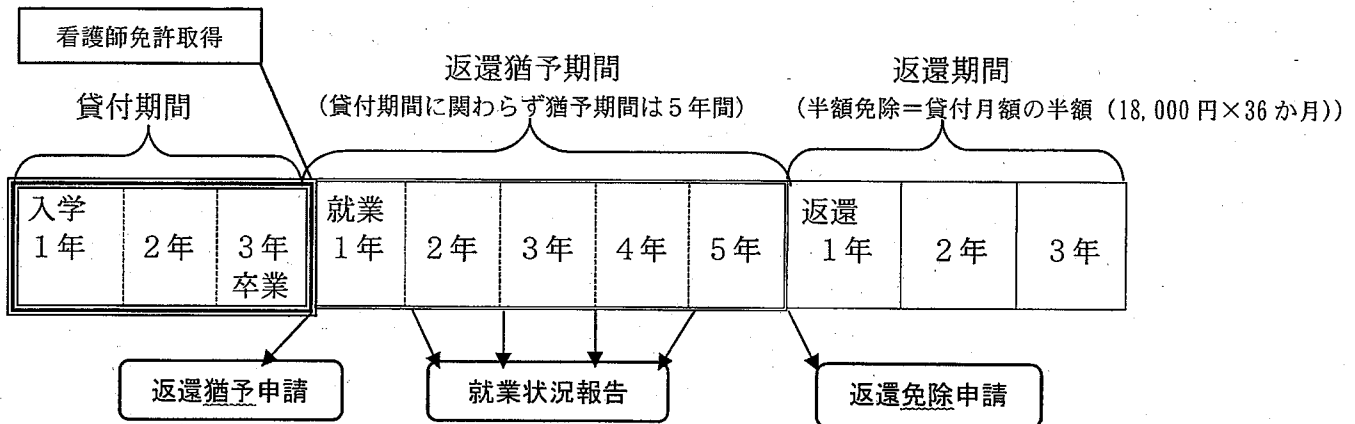 看護師免許取得
貸付期間
返還猶予期間
(貸付期間に関わらず猶予期間は5年間)
返還期間
(半額免除=貸付月額の半額(18,000円×36か月))
入学
1年
2年
3年
卒業
就業
1年
2年
3年
4年
5年
返還
1年
2年
3年
返還猶予申請
就業状況報告
返還免除申請